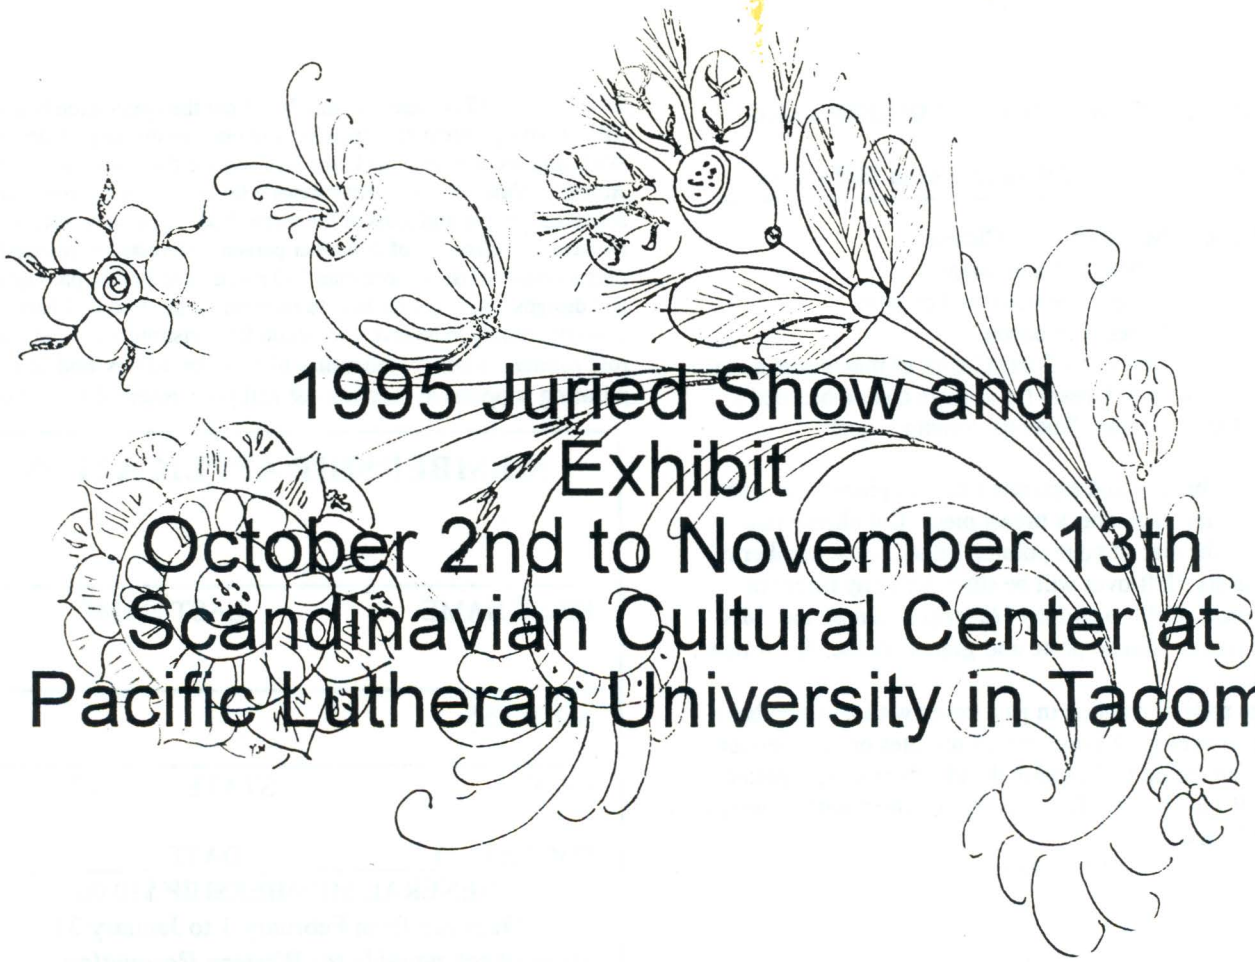 1995 Juried Show and
Exhibit
October 2nd to November 13th
Scandinavian Cultural Center at
Pacific Lutheran University in Tacom